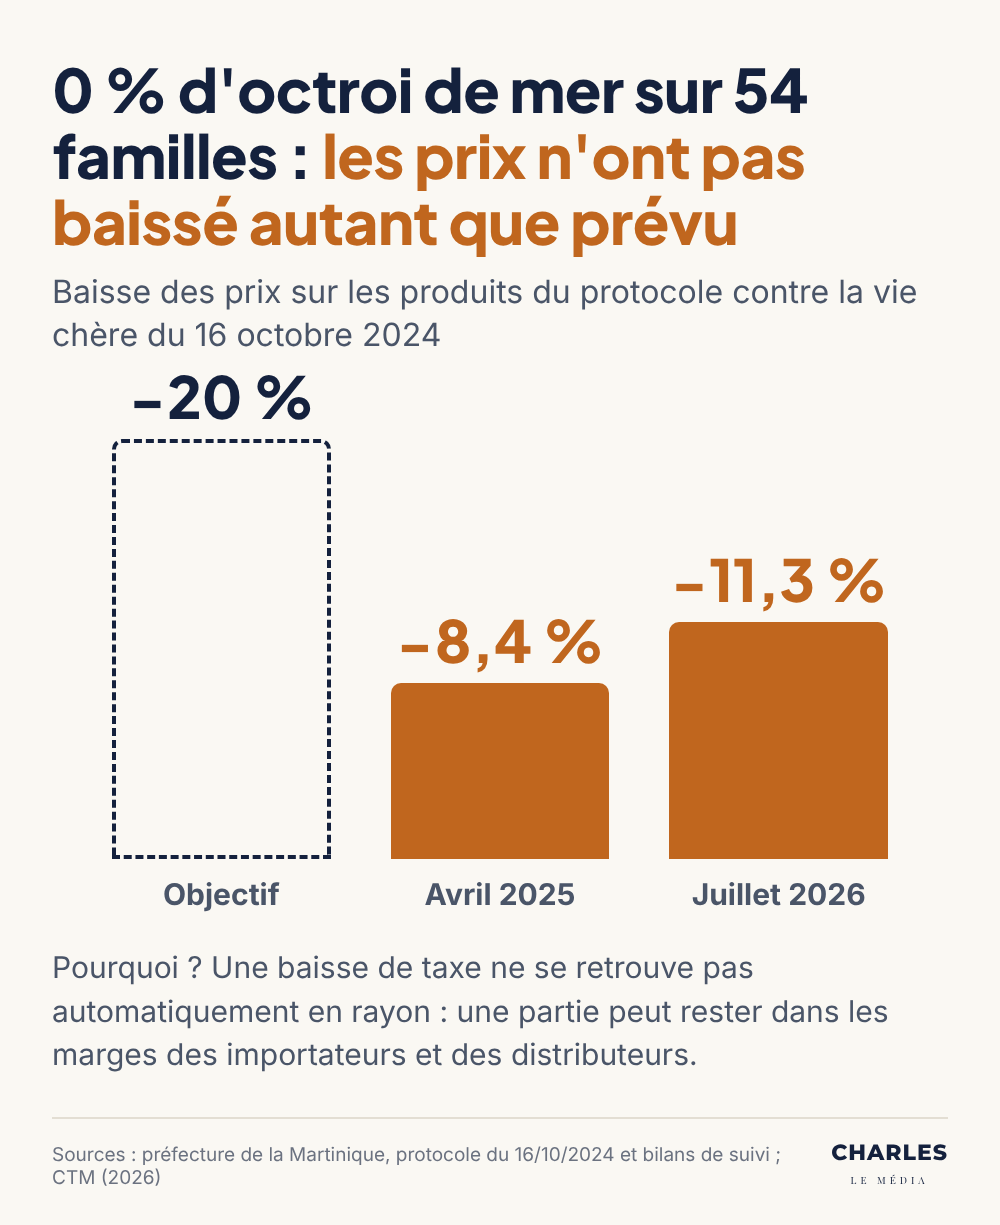 0 % d'octroi de mer sur 54
familles : les prix n'ont pas
baissé autant que prévu
Baisse des prix sur les produits du protocole contre la vie
chère du 16 octobre 2024
–20 %
–8,4 %
–11,3 %
Objectif
Avril 2025
Juillet 2026
Pourquoi ? Une baisse de taxe ne se retrouve pas
automatiquement en rayon : une partie peut rester dans les
marges des importateurs et des distributeurs.
Sources : préfecture de la Martinique, protocole du 16/10/2024 et bilans de suivi ;
CTM (2026)
CHARLES
LE MÉDIA